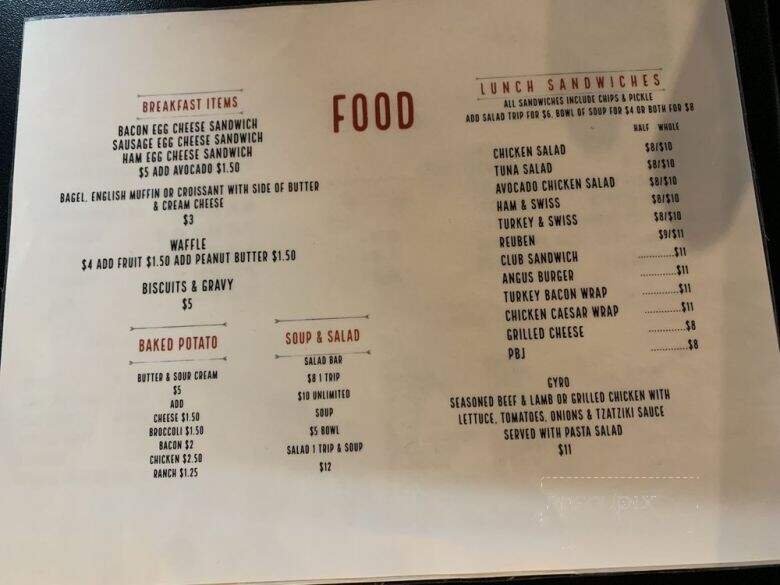 FOOD
BREAKFAST ITEMS
BACON EGG CHEESE SANDWICH
SAUSAGE EGG CHEESE SANDWICH
HAM EGG CHEESE SANDWICH
$5 ADD AVOCADO $1.50
BAGEL, ENGLISH MUFFIN OR CROISSANT WITH SIDE OF BUTTER
& CREAM CHEESE
$3
WAFFLE
$4 ADD FRUIT $1.50 ADD PEANUT BUTTER $1.50
BISCUITS & GRAVY
$5
BAKED POTATO
BUTTER & SOUR CREAM
$5
ADD
CHEESE $1.50
BROCCOLI $1.50
BACON $2
CHICKEN $2.50
RANCH $1.25
SOUP & SALAD
SALAD BAR
$8 1 TRIP
$10 UNLIMITED
SOUP
$5 BOWL
SALAD 1 TRIP & SOUP
$12
LUNCH SANDWICHES
ALL SANDWICHES INCLUDE CHIPS & PICKLE
ADD SALAD TRIP FOR $6, BOWL OF SOUP FOR $4 OR BOTH FOR $8
HALF WHOLE
CHICKEN SALAD $8/$10
TUNA SALAD $8/$10
AVOCADO CHICKEN SALAD $8/$10
HAM & SWISS $8/$10
TURKEY & SWISS $8/$10
REUBEN $9/$11
CLUB SANDWICH ............$11
ANGUS BURGER ............$11
TURKEY BACON WRAP ............$11
CHICKEN CAESAR WRAP ............$11
GRILLED CHEESE ............$8
PBJ ............$8
GYRO
SEASONED BEEF & LAMB OR GRILLED CHICKEN WITH
LETTUCE, TOMATOES, ONIONS & TZATZIKI SAUCE
SERVED WITH PASTA SALAD
$11